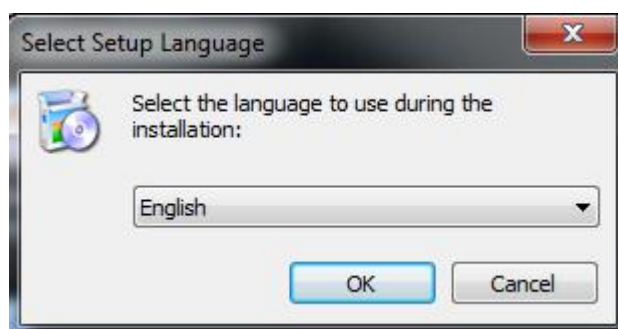 Select Setup Language
Select the language to use during the
installation:
English
OK
Cancel